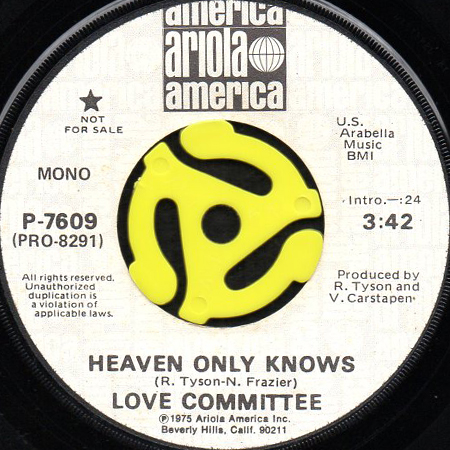 america
ariola
america
★
NOT
FOR SALE
MONO
P-7609
(PRO-8291)
All rights reserved.
Unauthorized
duplication is
a violation of
applicable laws.
U.S.
Arabella
Music
BMI
Intro.—:24
3:42
Produced by
R. Tyson and
V. Carstapen
HEAVEN ONLY KNOWS
(R. Tyson-N. Frazier)
LOVE COMMITTEE
Ⓟ1975 Ariola America Inc.
Beverly Hills, Calif. 90211